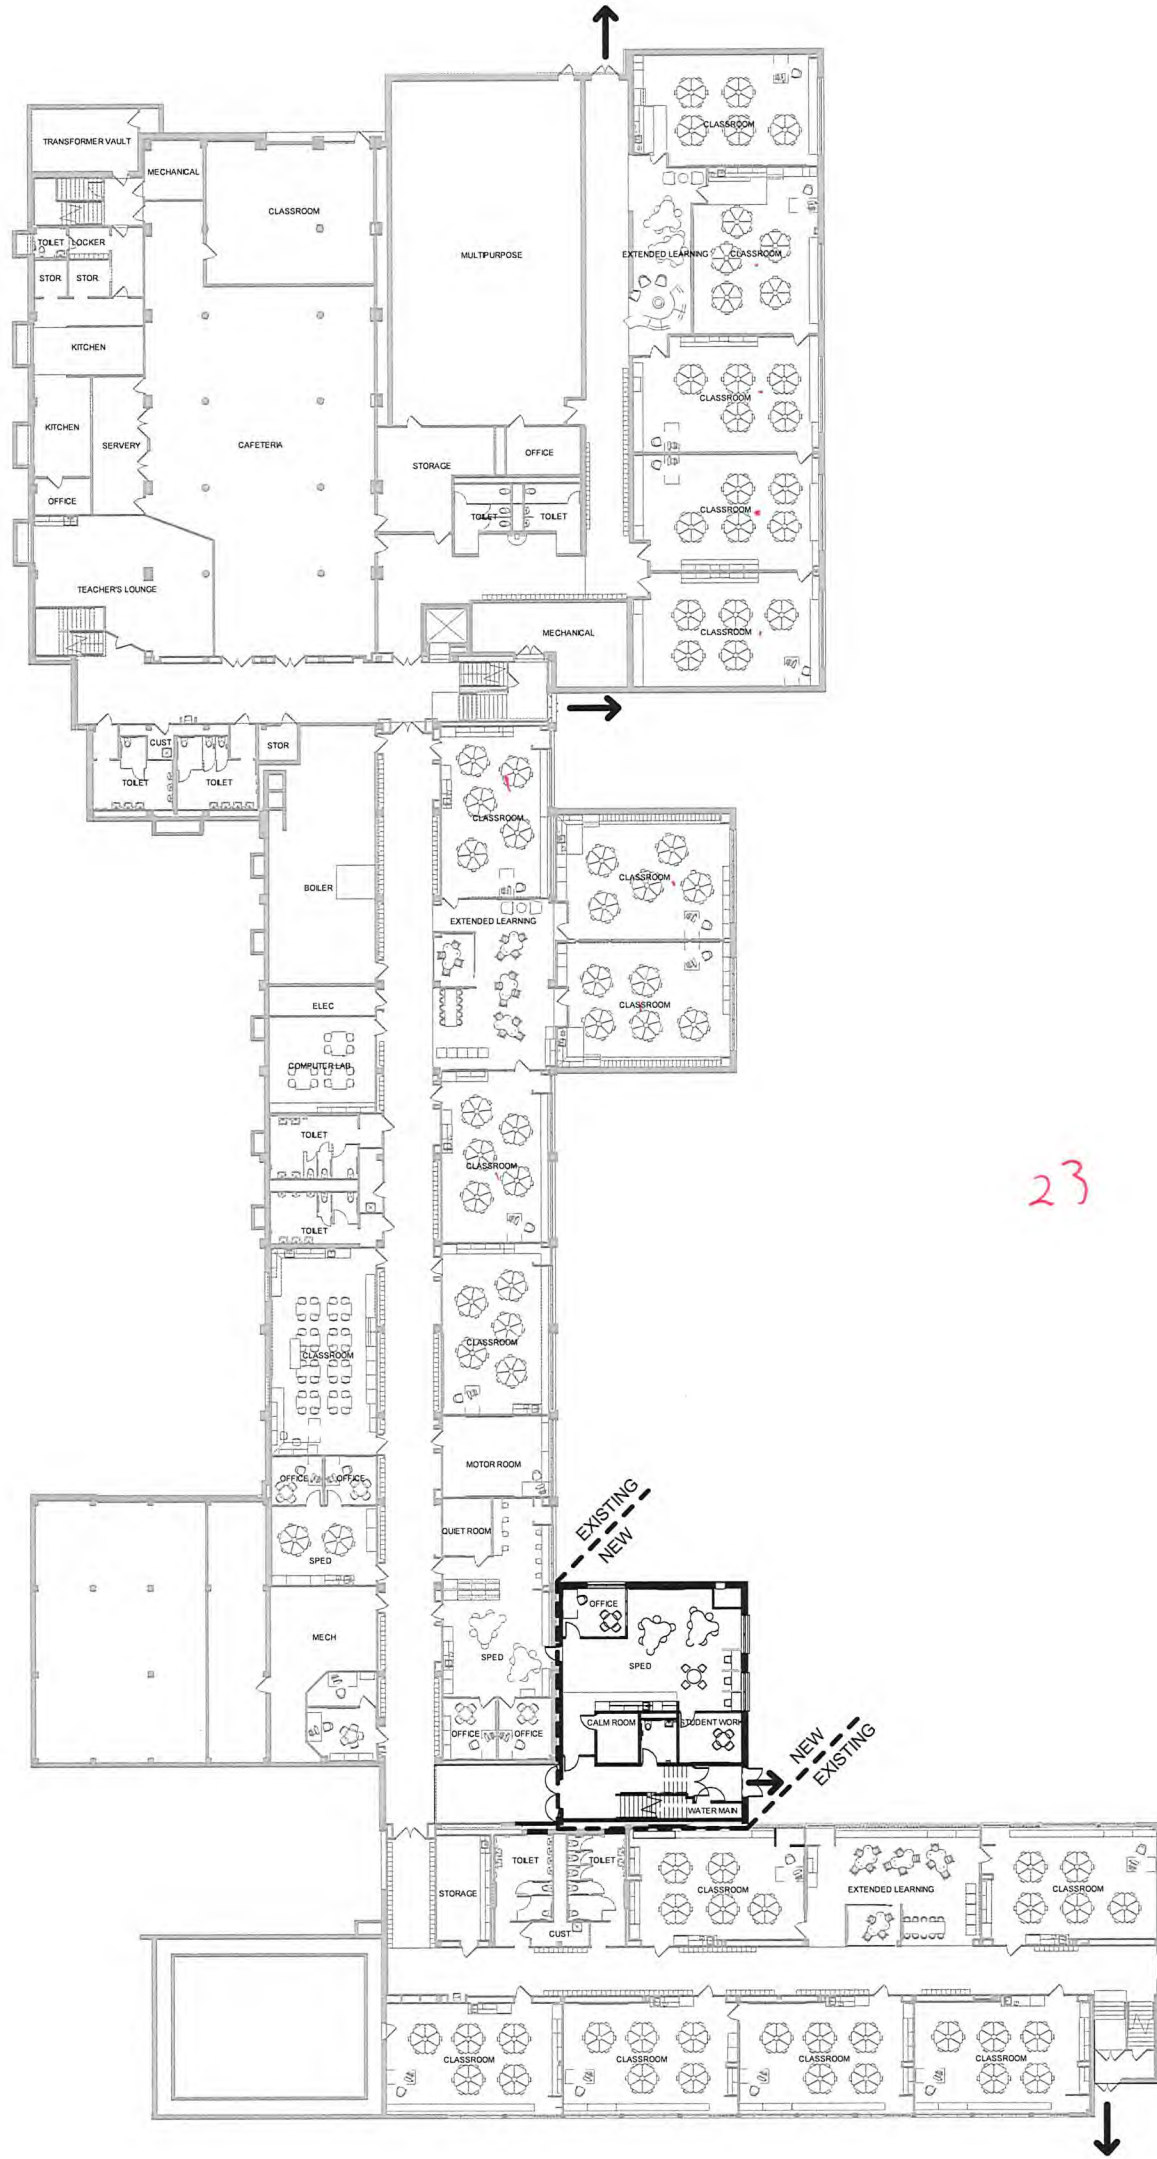 CLASSROOM
TRANSFORMER VAULT
MECHANICAL
CLASSROOM
TOILET
LOCKER
STOR
STOR
MULTIPURPOSE
EXTENDED LEARNING
CLASSROOM
KITCHEN
CLASSROOM
KITCHEN
SERVERY
CAFETERIA
STORAGE
OFFICE
OFFICE
TOILET
TOILET
CLASSROOM
TEACHER'S LOUNGE
MECHANICAL
CLASSROOM
CUST
STOR
TOILET
TOILET
CLASSROOM
BOILER
CLASSROOM
EXTENDED LEARNING
ELEC
CLASSROOM
COMPUTER LAB
TOILET
CLASSROOM
23
TOILET
CLASSROOM
CLASSROOM
MOTOR ROOM
OFFICE
OFFICE
EXISTING
NEW
QUIET ROOM
SPED
OFFICE
MECH
SPED
SPED
OFFICE
OFFICE
CALM ROOM
STUDENT WORK
NEW
EXISTING
WATER MAIN
TOILET
TOILET
STORAGE
CLASSROOM
EXTENDED LEARNING
CLASSROOM
CUST
CLASSROOM
CLASSROOM
CLASSROOM
CLASSROOM